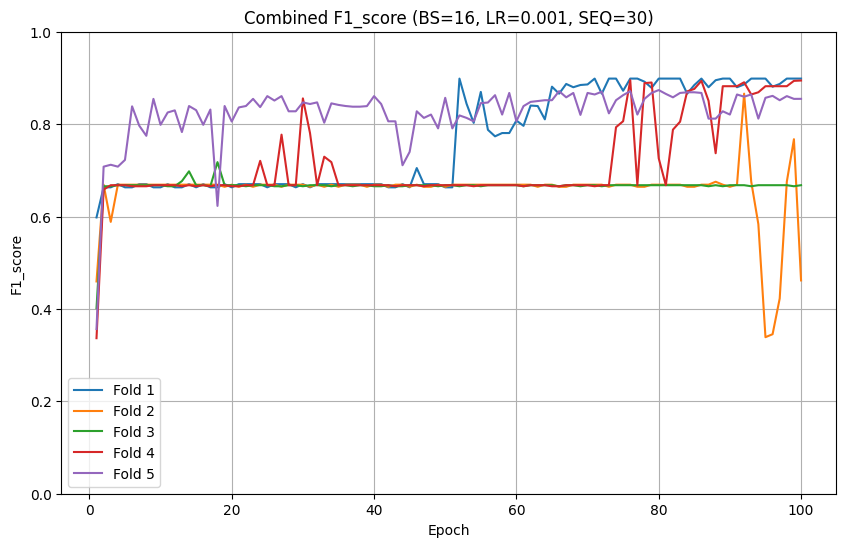 Combined F1_score (BS=16, LR=0.001, SEQ=30)
1.0
0.8
0.6
0.4
0.2
0.0
F1_score
Fold 1
Fold 2
Fold 3
Fold 4
Fold 5
0 20 40 60 80 100
Epoch